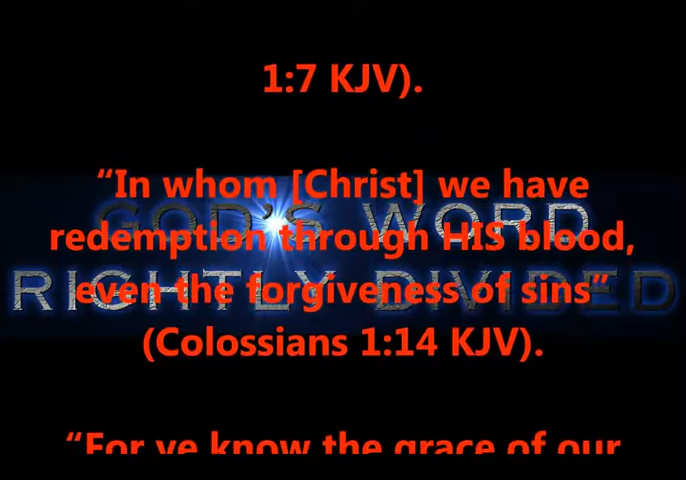 1:7 KJV).
“In whom [Christ] we have
GOD'S WORD
redemption through HIS blood,
RIGHTLY DIVIDED
even the forgiveness of sins”
(Colossians 1:14 KJV).
“For ye know the grace of our